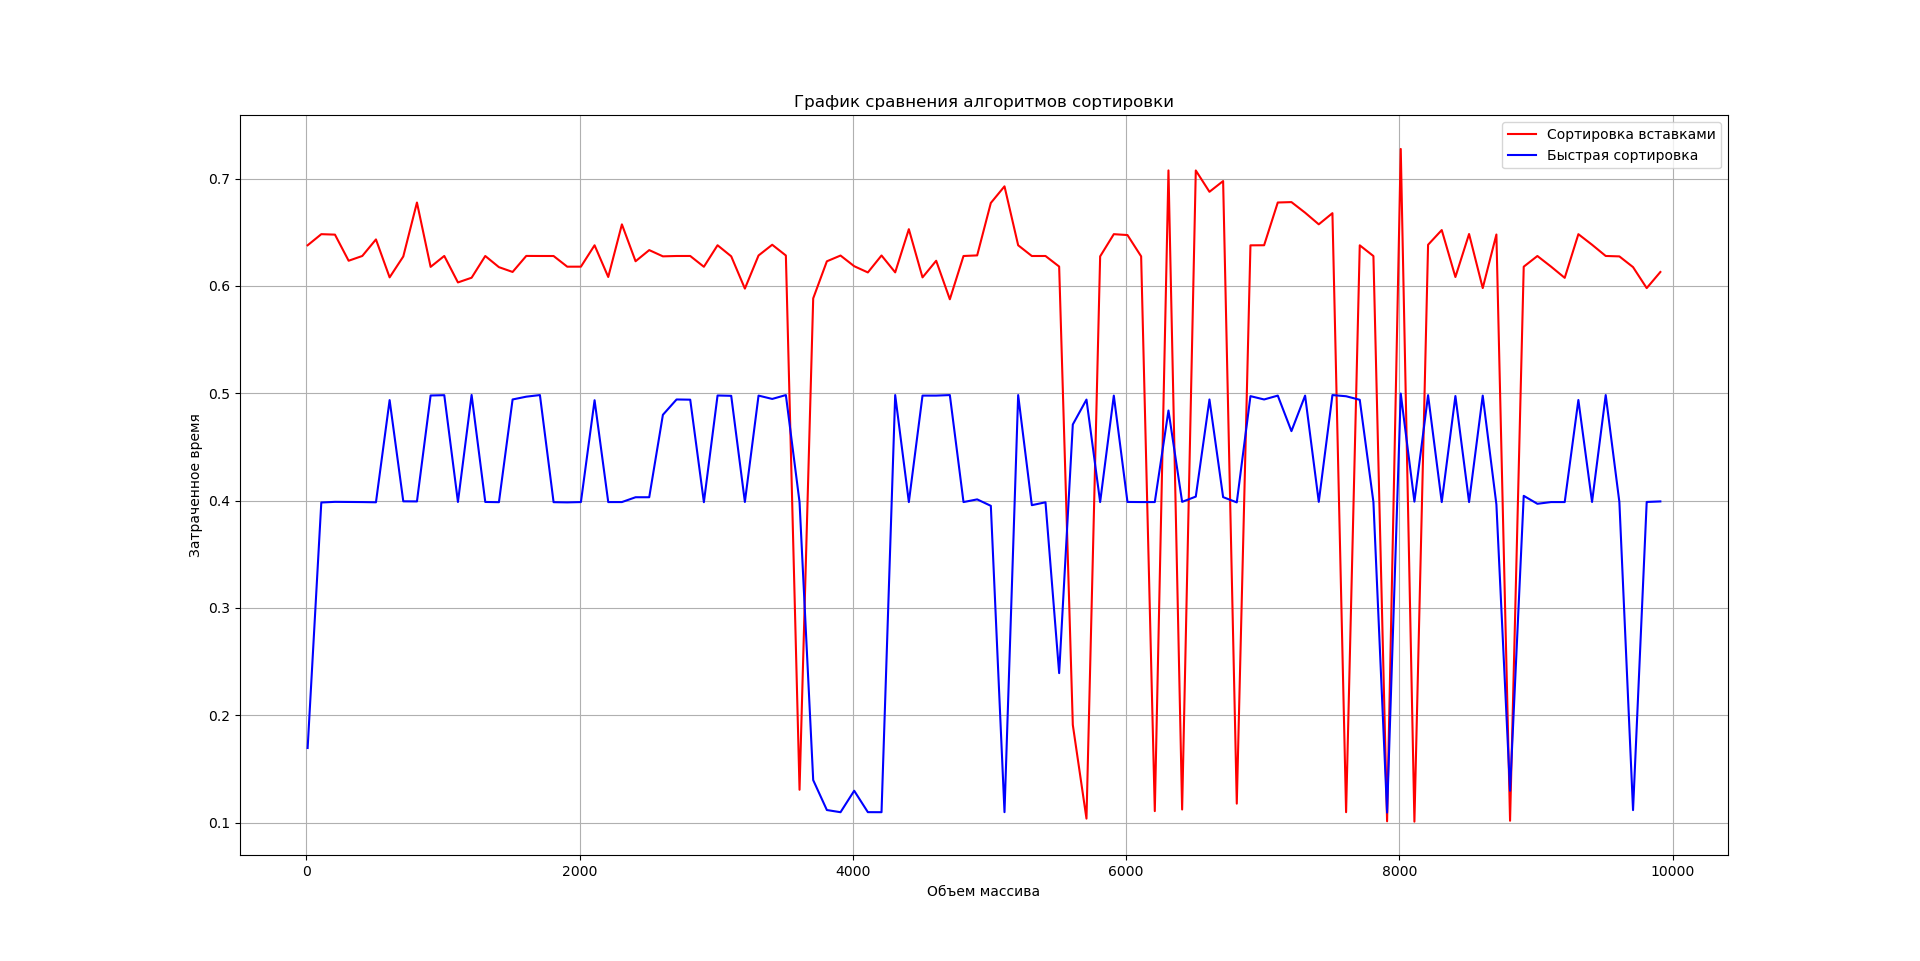 График сравнения алгоритмов сортировки
Сортировка вставками
Быстрая сортировка
Затраченное время
0.7
0.6
0.5
0.4
0.3
0.2
0.1
0 2000 4000 6000 8000 10000
Объем массива